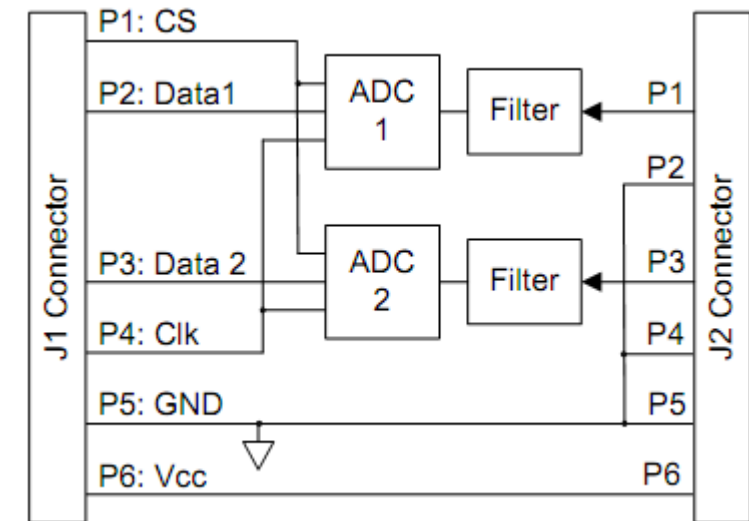 P1: CS
P2: Data1
ADC
1
Filter
P1
P2
J1 Connector
J2 Connector
P3: Data 2
ADC
2
Filter
P3
P4: Clk
P4
P5: GND
P5
P6: Vcc
P6